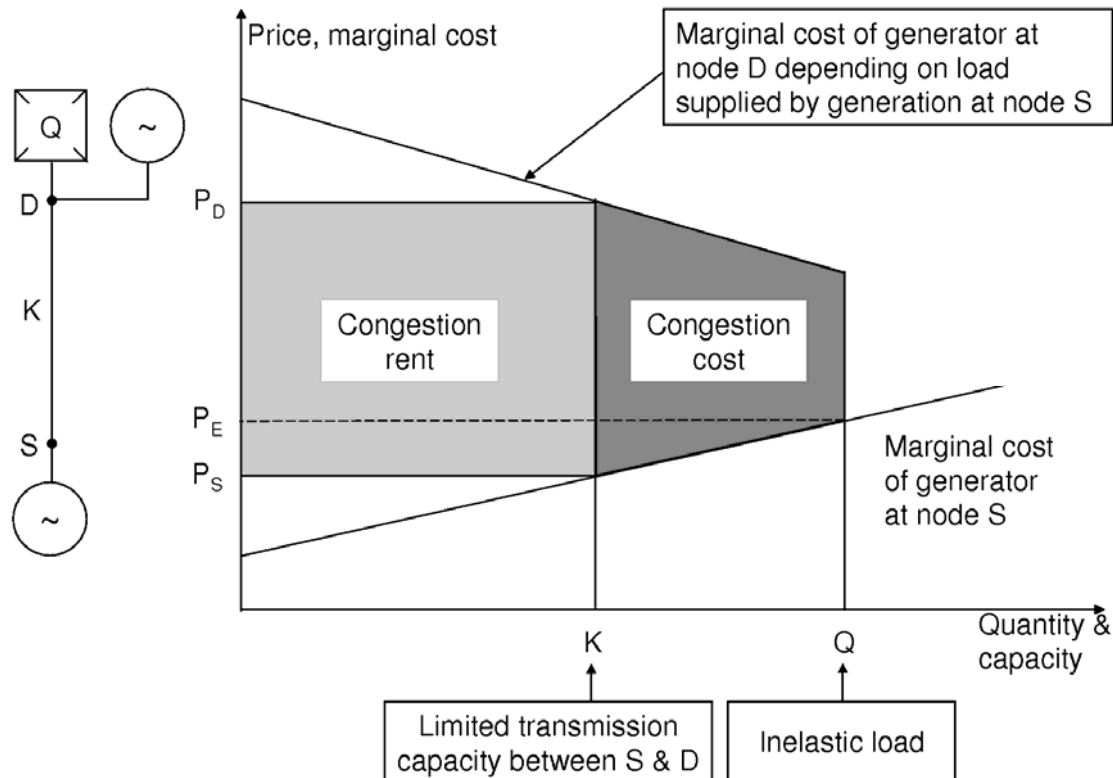 Price, marginal cost
Marginal cost of generator at
node D depending on load
supplied by generation at node S
Q
~
D
P_D
K
Congestion
rent
Congestion
cost
P_E
S
P_S
Marginal cost
of generator
at node S
~
K
Q
Quantity &
capacity
Limited transmission
capacity between S & D
Inelastic load